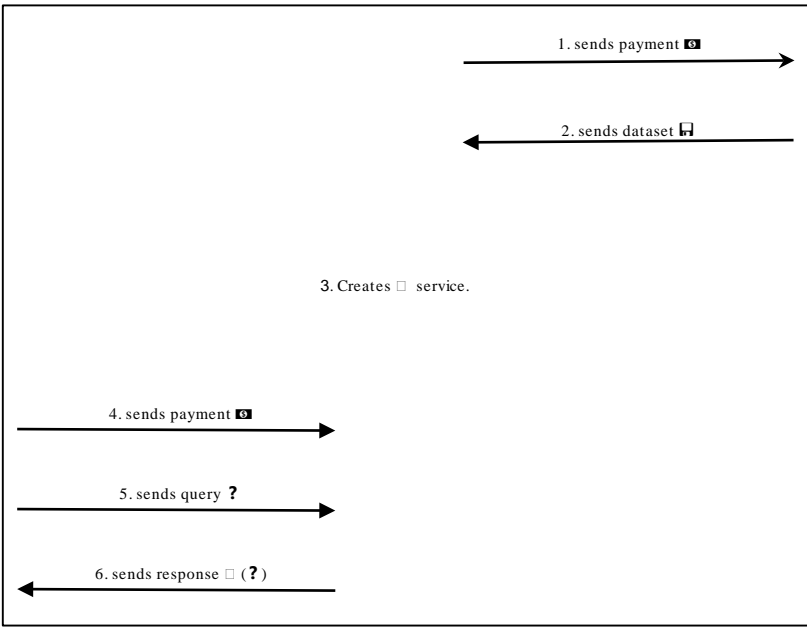 1. sends payment 💵
2. sends dataset 💾
3. Creates □ service.
4. sends payment 💵
5. sends query ?
6. sends response □ (?)